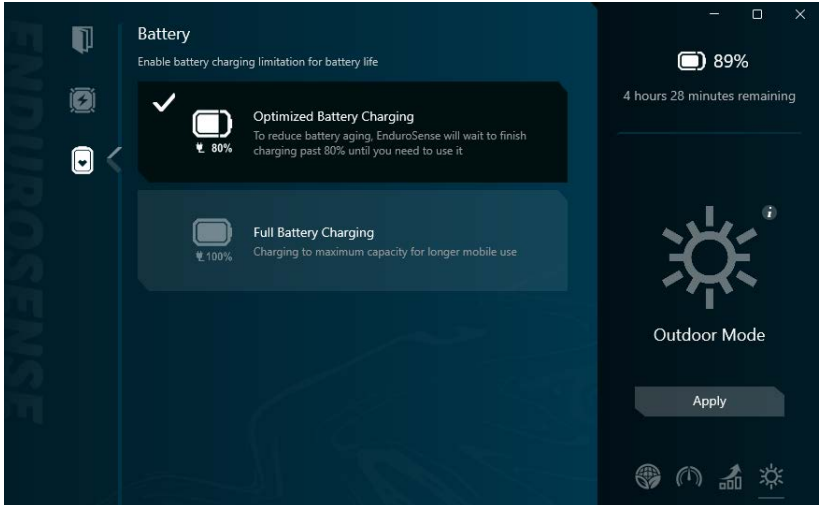 ENDUROSENSE
Battery
Enable battery charging limitation for battery life
Optimized Battery Charging
To reduce battery aging, EnduroSense will wait to finish
charging past 80% until you need to use it
80%
Full Battery Charging
Charging to maximum capacity for longer mobile use
100%
89%
4 hours 28 minutes remaining
i
Outdoor Mode
Apply